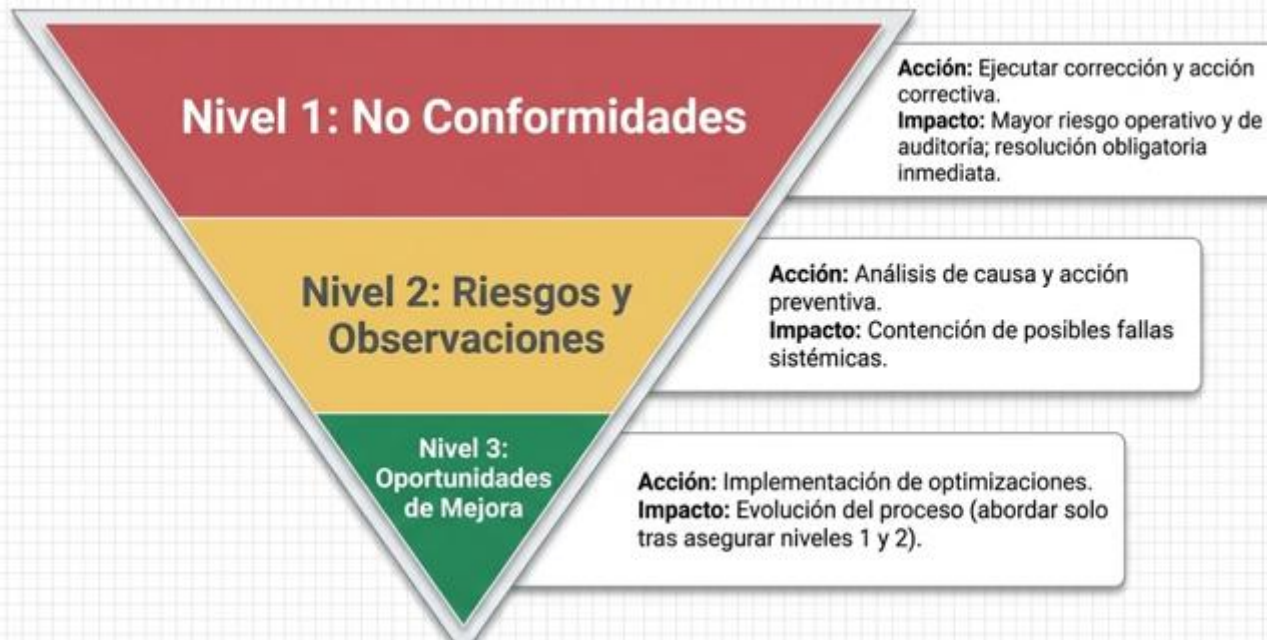 Nivel 1: No Conformidades
Acción: Ejecutar corrección y acción
correctiva.
Impacto: Mayor riesgo operativo y de
auditoría; resolución obligatoria
inmediata.
Nivel 2: Riesgos y
Observaciones
Acción: Análisis de causa y acción
preventiva.
Impacto: Contención de posibles fallas
sistémicas.
Nivel 3:
Oportunidades
de Mejora
Acción: Implementación de optimizaciones.
Impacto: Evolución del proceso (abordar solo
tras asegurar niveles 1 y 2).